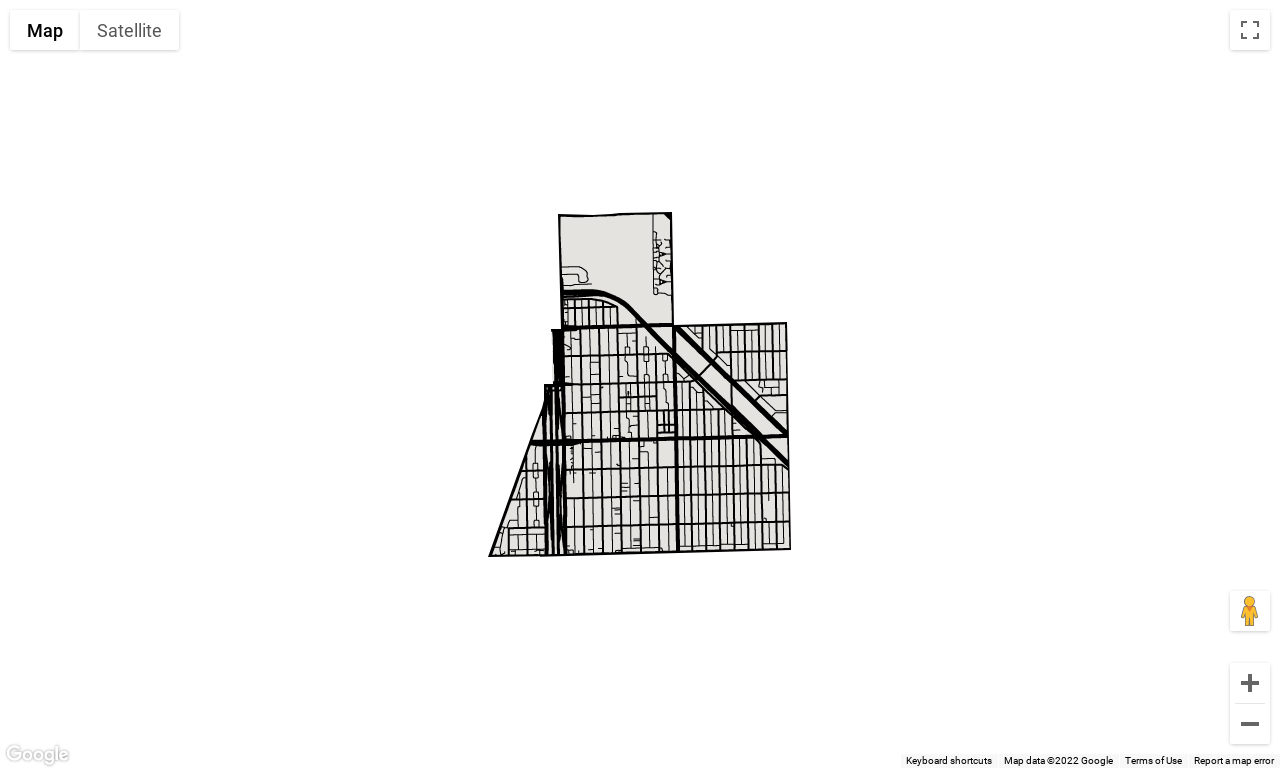 Map
Satellite
Google
Keyboard shortcuts
Map data ©2022 Google
Terms of Use
Report a map error